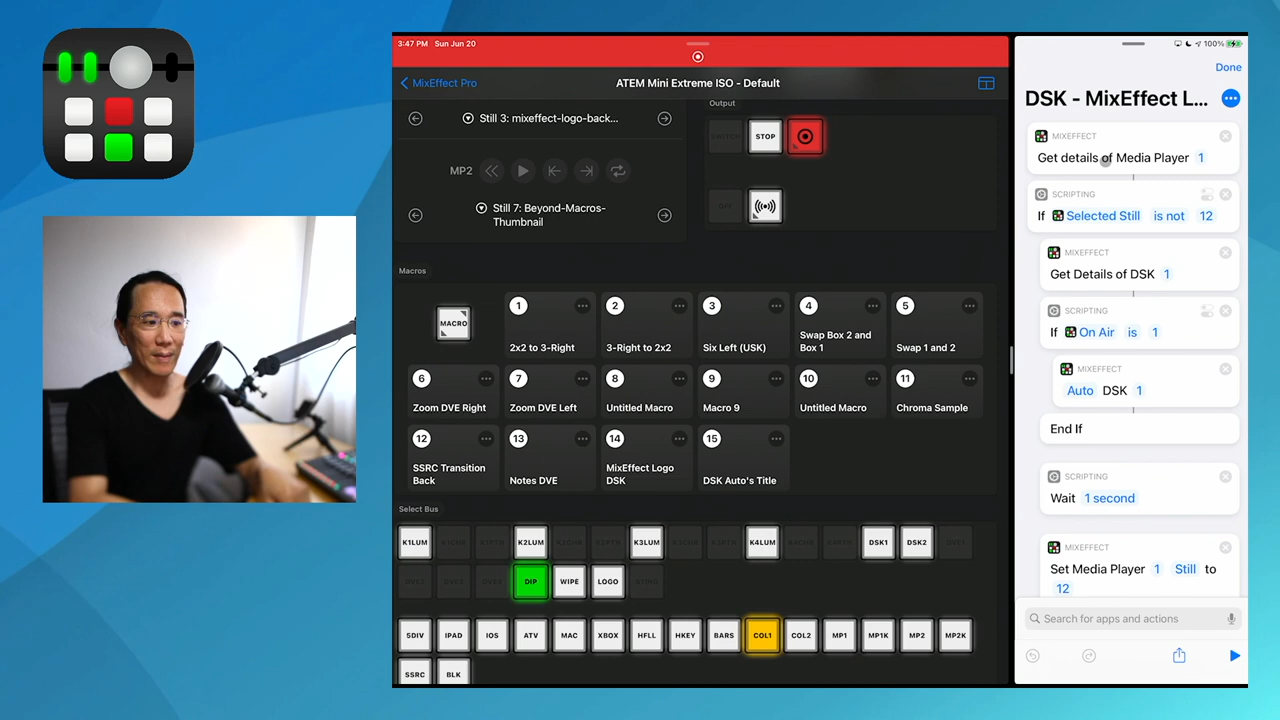 3:47 PM Sun Jun 20
100%
MixEffect Pro
ATEM Mini Extreme ISO - Default
Done
DSK - MixEffect L...
Output
Still 3: mixeffect-logo-back...
STOP
MP2
Still 7: Beyond-Macros-
Thumbnail
Macros
MACRO
1
2x2 to 3-Right
2
3-Right to 2x2
3
Six Left (USK)
4
Swap Box 2 and
Box 1
5
Swap 1 and 2
6
Zoom DVE Right
7
Zoom DVE Left
8
Untitled Macro
9
Macro 9
10
Untitled Macro
11
Chroma Sample
12
SSRC Transition
Back
13
Notes DVE
14
MixEffect Logo
DSK
15
DSK Auto's Title
Select Bus
K1LUM K2LUM K3LUM K4LUM DSK1 DSK2
DIP WIPE LOGO
5DIV IPAD IOS ATV MAC XBOX HFLL HKEY BARS COL1 COL2 MP1 MP1K MP2 MP2K
SSRC BLK
MIXEFFECT
Get details of Media Player 1
SCRIPTING
If Selected Still is not 12
MIXEFFECT
Get Details of DSK 1
SCRIPTING
If On Air is 1
MIXEFFECT
Auto DSK 1
End If
SCRIPTING
Wait 1 second
MIXEFFECT
Set Media Player 1 Still to
12
Search for apps and actions